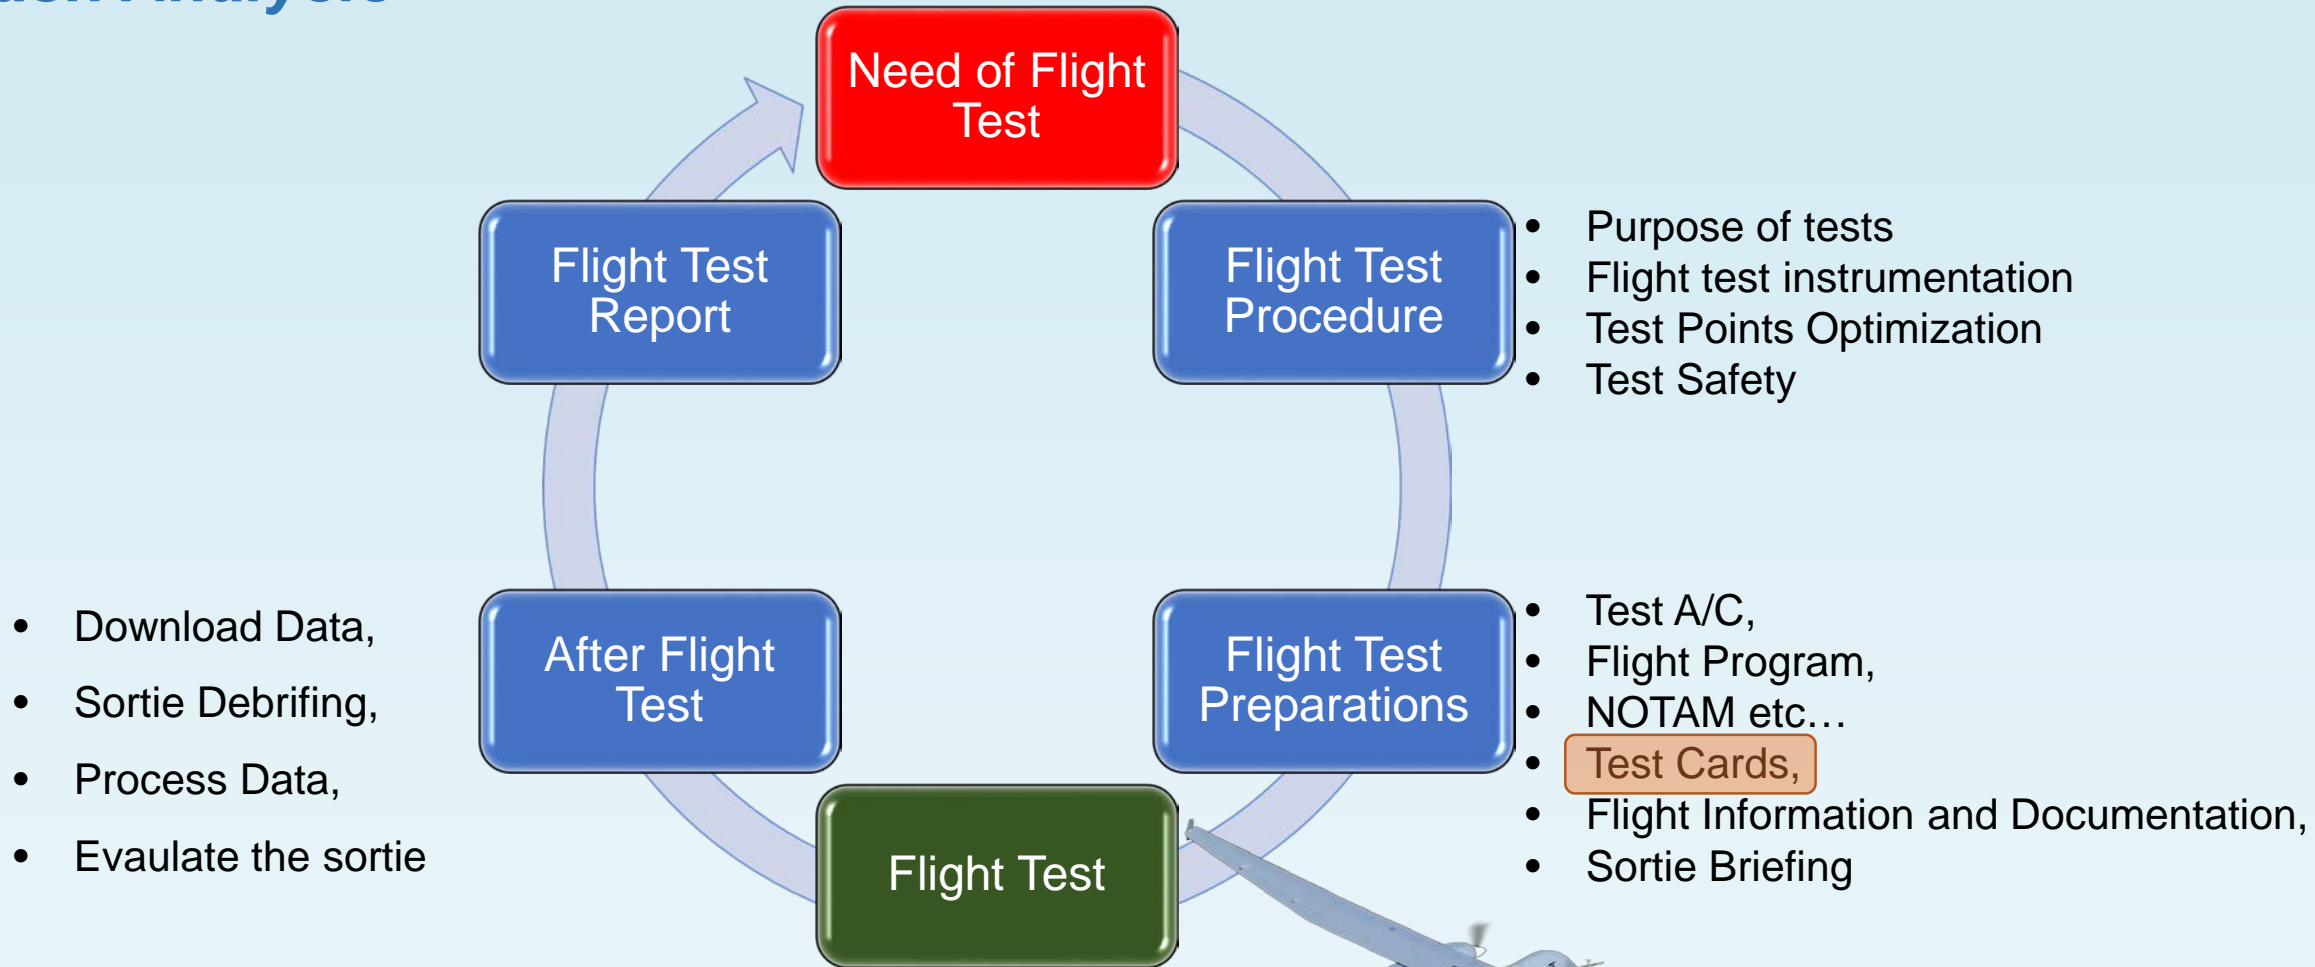 Need of Flight
Test
Flight Test
Procedure
• Purpose of tests
• Flight test instrumentation
• Test Points Optimization
• Test Safety
Flight Test
Preparations
• Test A/C,
• Flight Program,
• NOTAM etc…
• Test Cards,
• Flight Information and Documentation,
• Sortie Briefing
Flight Test
After Flight
Test
• Download Data,
• Sortie Debrifing,
• Process Data,
• Evaulate the sortie
Flight Test
Report